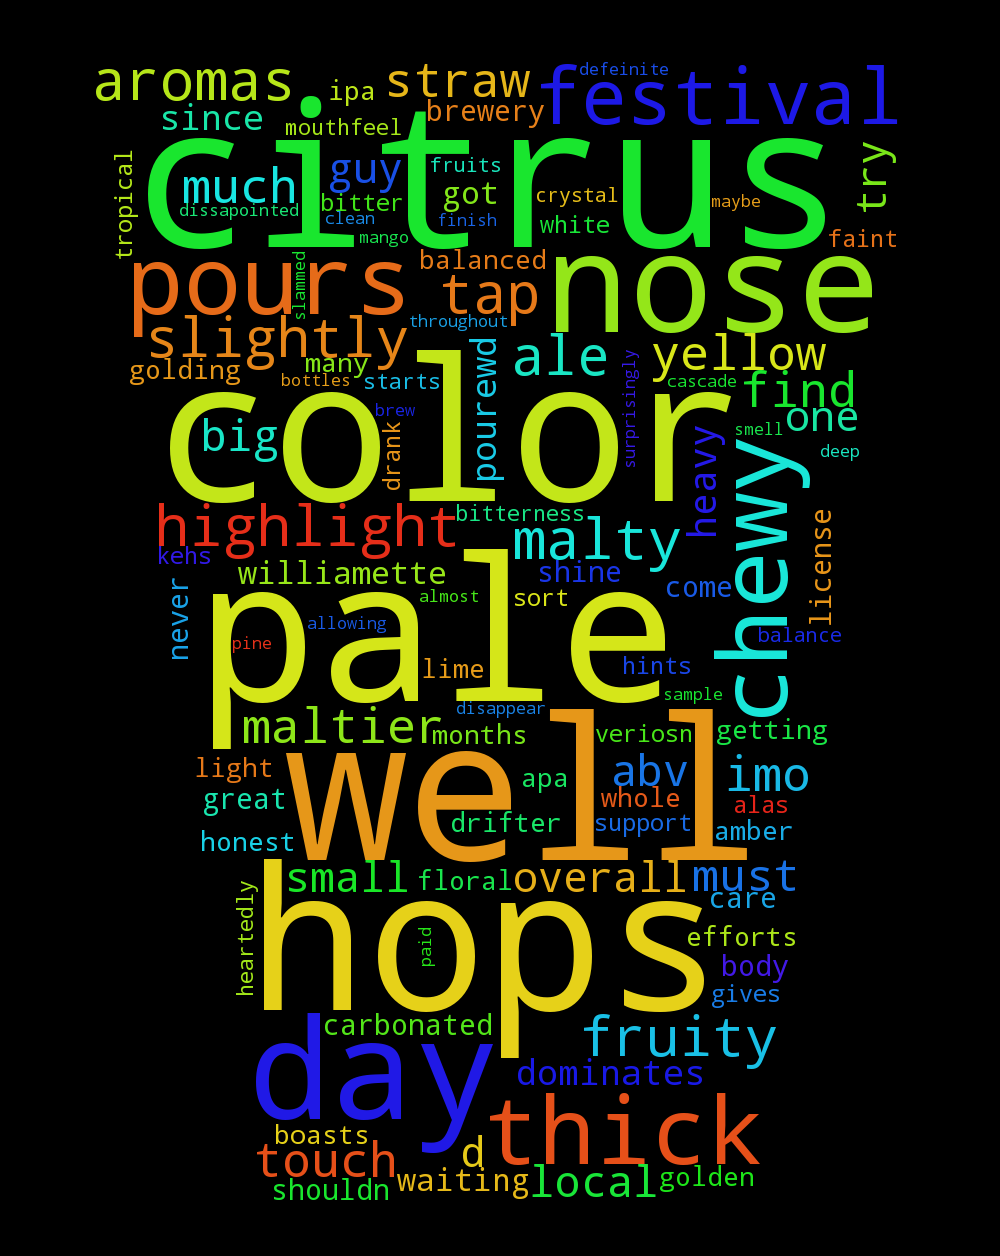 defeinite
aromas ipa straw festival
since mouthfeel brewery
citrus
tropical much guy fruits got crystal maybe try
dissapointed bitter clean finish white
mango faint
pours slammed balanced tap nose
slightly throughout
golding many pourewd ale yellow
bottles starts surprisingly cascade find
color
big drank brew heavy smell one
deep
chewy
highlight bitterness malty license
kehs williamette shine
never almost sort come
pale
allowing balance
pine lime hints
sample
disappear
maltier months veriosn getting
well
light apa abv imo
great whole alas
honest drifter support amber
small floral overall must
care
hops
heartedly paid efforts
body
gives
carbonated fruity
day
dominates
thick
boasts
touch d
shouldn waiting local golden